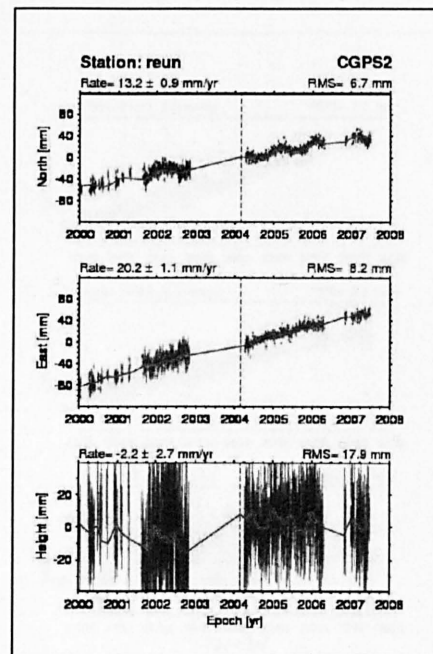 Station: reun CGPS2
Rate= 13.2 ± 0.9 mm/yr RMS= 6.7 mm
North [mm]
80
40
0
-40
-80
2000 2001 2002 2003 2004 2005 2006 2007 2008
Rate= 20.2 ± 1.1 mm/yr RMS= 8.2 mm
East [mm]
80
40
0
-40
-80
2000 2001 2002 2003 2004 2005 2006 2007 2008
Rate= -2.2 ± 2.7 mm/yr RMS= 17.9 mm
Height [mm]
20
0
-20
2000 2001 2002 2003 2004 2005 2006 2007 2008
Epoch [yr]